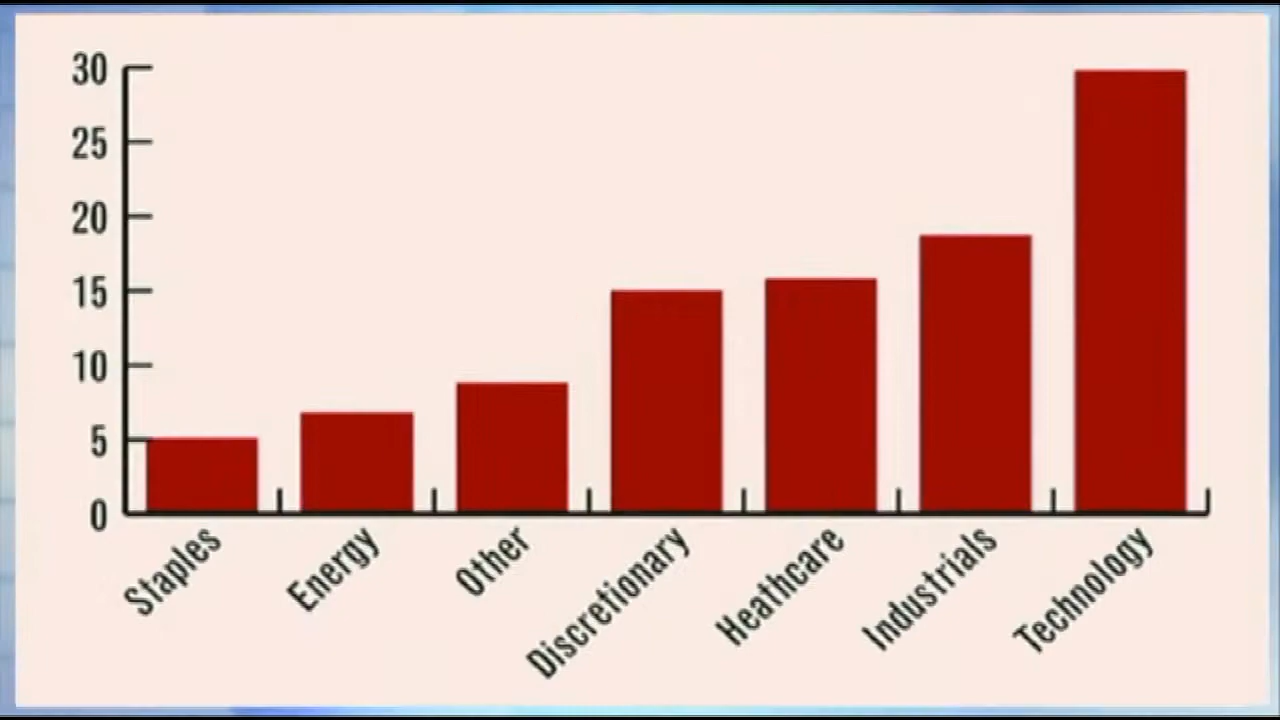 30
25
20
15
10
5
0
Staples
Energy
Other
Discretionary
Heathcare
Industrials
Technology